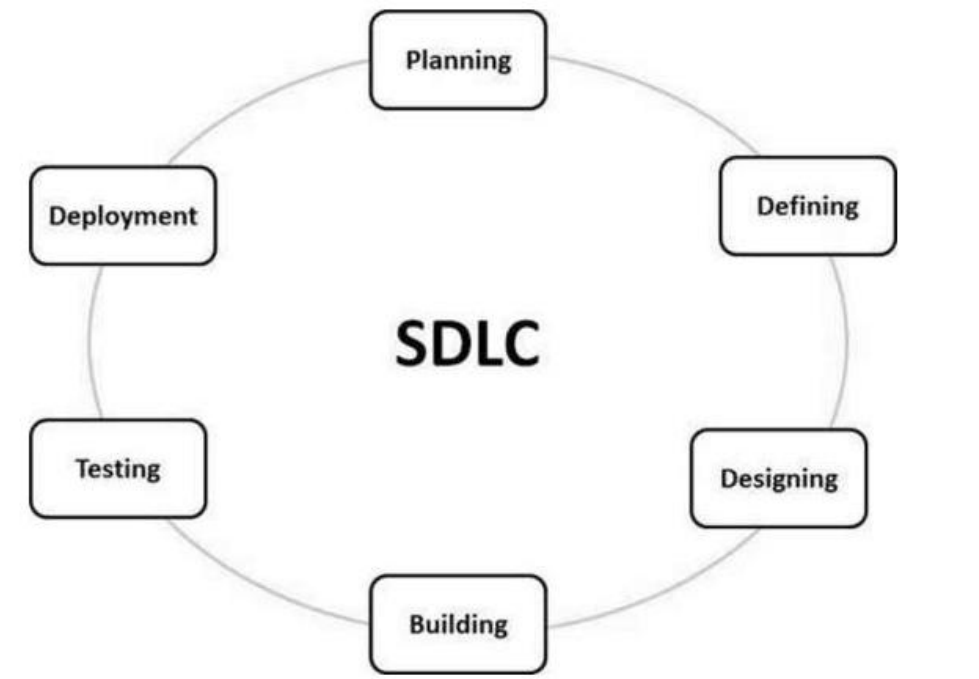 Planning
Defining
Deployment
SDLC
Testing
Designing
Building